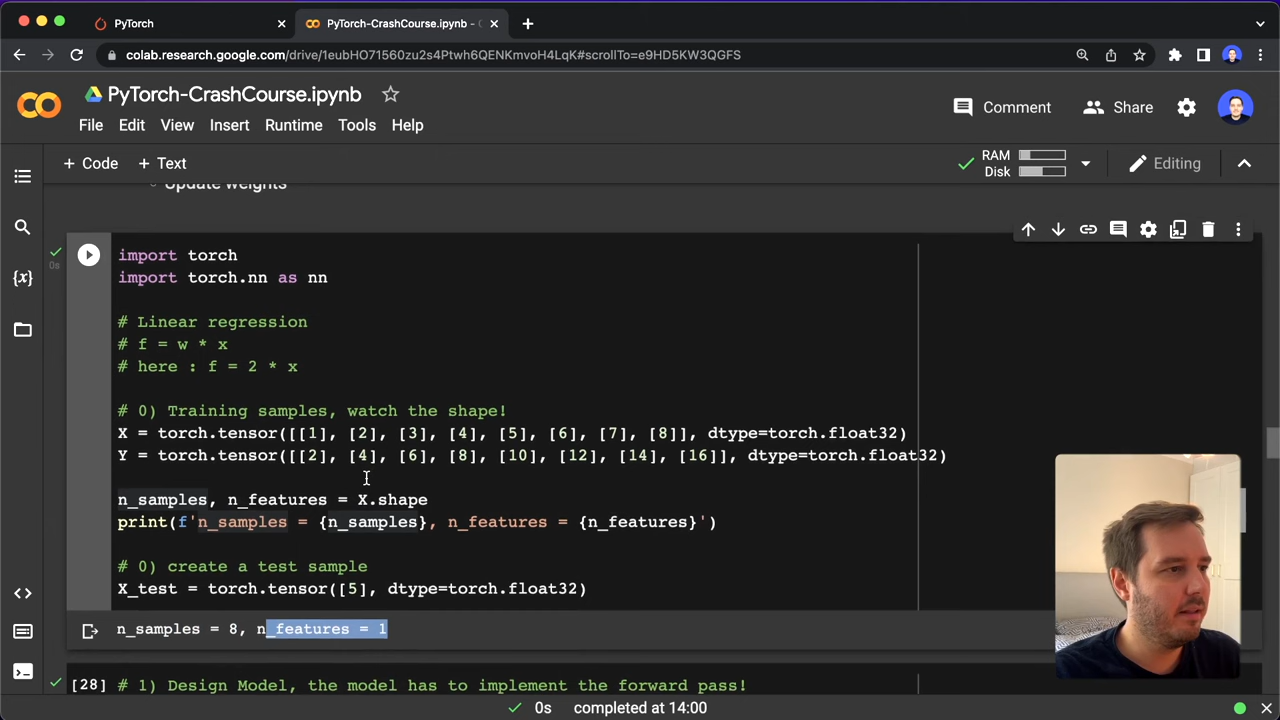 PyTorch
PyTorch-CrashCourse.ipynb - C
colab.research.google.com/drive/1eubHO71560zu2s4Ptwh6QENKmvoH4LqK#scrollTo=e9HD5KW3QGFS
PyTorch-CrashCourse.ipynb
Comment
Share
File Edit View Insert Runtime Tools Help
+ Code + Text
RAM
Disk
Editing
Update weights
import torch
import torch.nn as nn
# Linear regression
# f = w * x
# here : f = 2 * x
# 0) Training samples, watch the shape!
X = torch.tensor([[1], [2], [3], [4], [5], [6], [7], [8]], dtype=torch.float32)
Y = torch.tensor([[2], [4], [6], [8], [10], [12], [14], [16]], dtype=torch.float32)
n_samples, n_features = X.shape
print(f'n_samples = {n_samples}, n_features = {n_features}')
# 0) create a test sample
X_test = torch.tensor([5], dtype=torch.float32)
0s
n_samples = 8, n_features = 1
[28] # 1) Design Model, the model has to implement the forward pass!
0s completed at 14:00